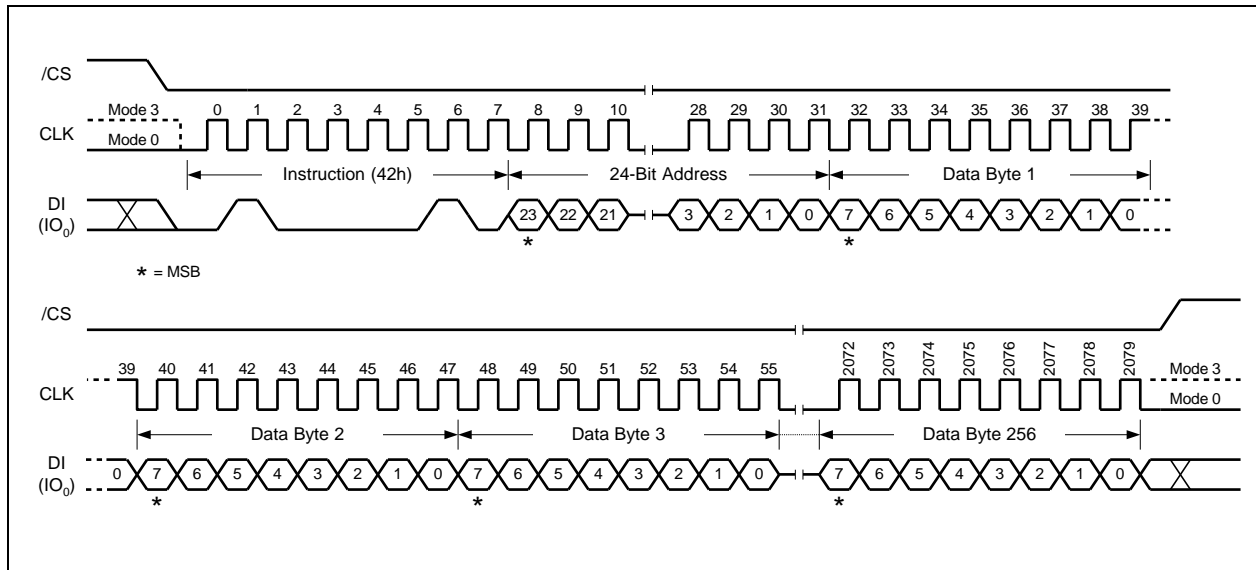 /CS
Mode 3
0 1 2 3 4 5 6 7 8 9 10 28 29 30 31 32 33 34 35 36 37 38 39
CLK
Mode 0
Instruction (42h) 24-Bit Address Data Byte 1
DI
(IO0)
23 22 21 3 2 1 0 7 6 5 4 3 2 1 0
* *
* = MSB
/CS
39 40 41 42 43 44 45 46 47 48 49 50 51 52 53 54 55 2072 2073 2074 2075 2076 2077 2078 2079
Mode 3
CLK
Mode 0
Data Byte 2 Data Byte 3 Data Byte 256
DI
(IO0)
0 7 6 5 4 3 2 1 0 7 6 5 4 3 2 1 0 7 6 5 4 3 2 1 0
* * *